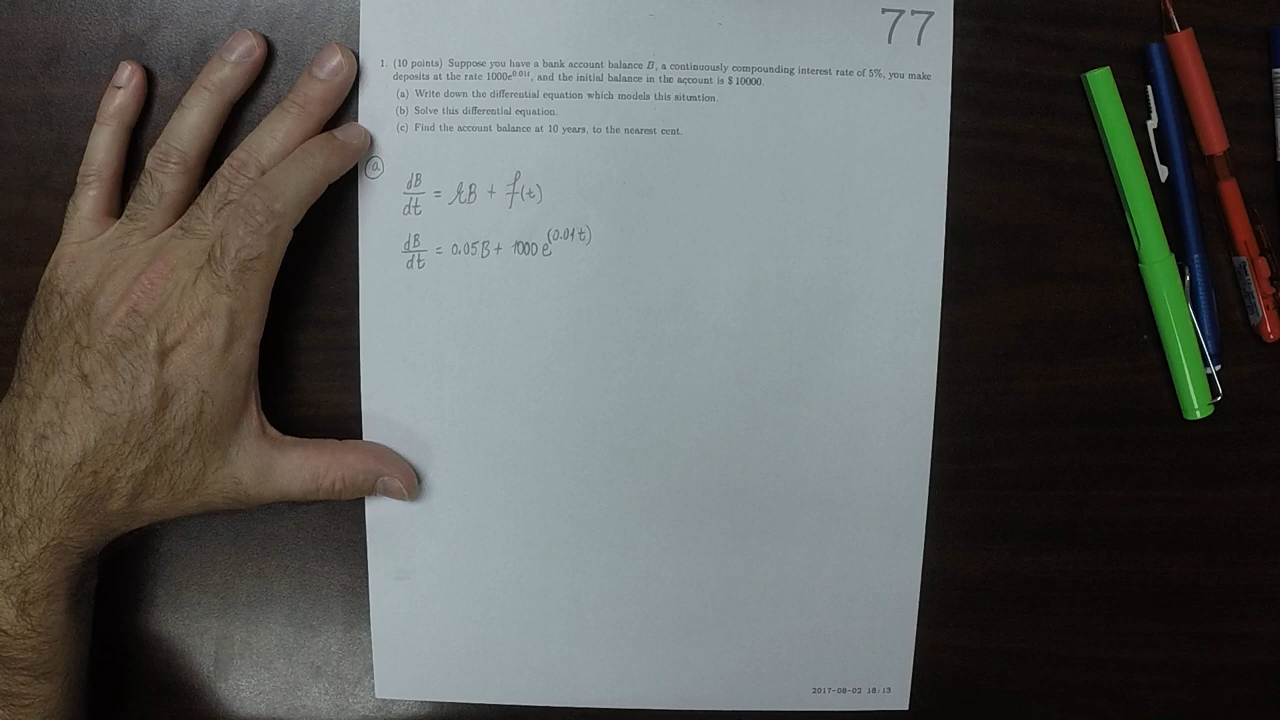 77
1. (10 points) Suppose you have a bank account balance B, a continuously compounding interest rate of 5%, you make
deposits at the rate 1000e^0.01t, and the initial balance in the account is $ 10000.
(a) Write down the differential equation which models this situation.
(b) Solve this differential equation.
(c) Find the account balance at 10 years, to the nearest cent.
(a)
dB/dt = rB + f(t)
dB/dt = 0.05B + 1000 e^(0.01t)
2017-08-02 18:13